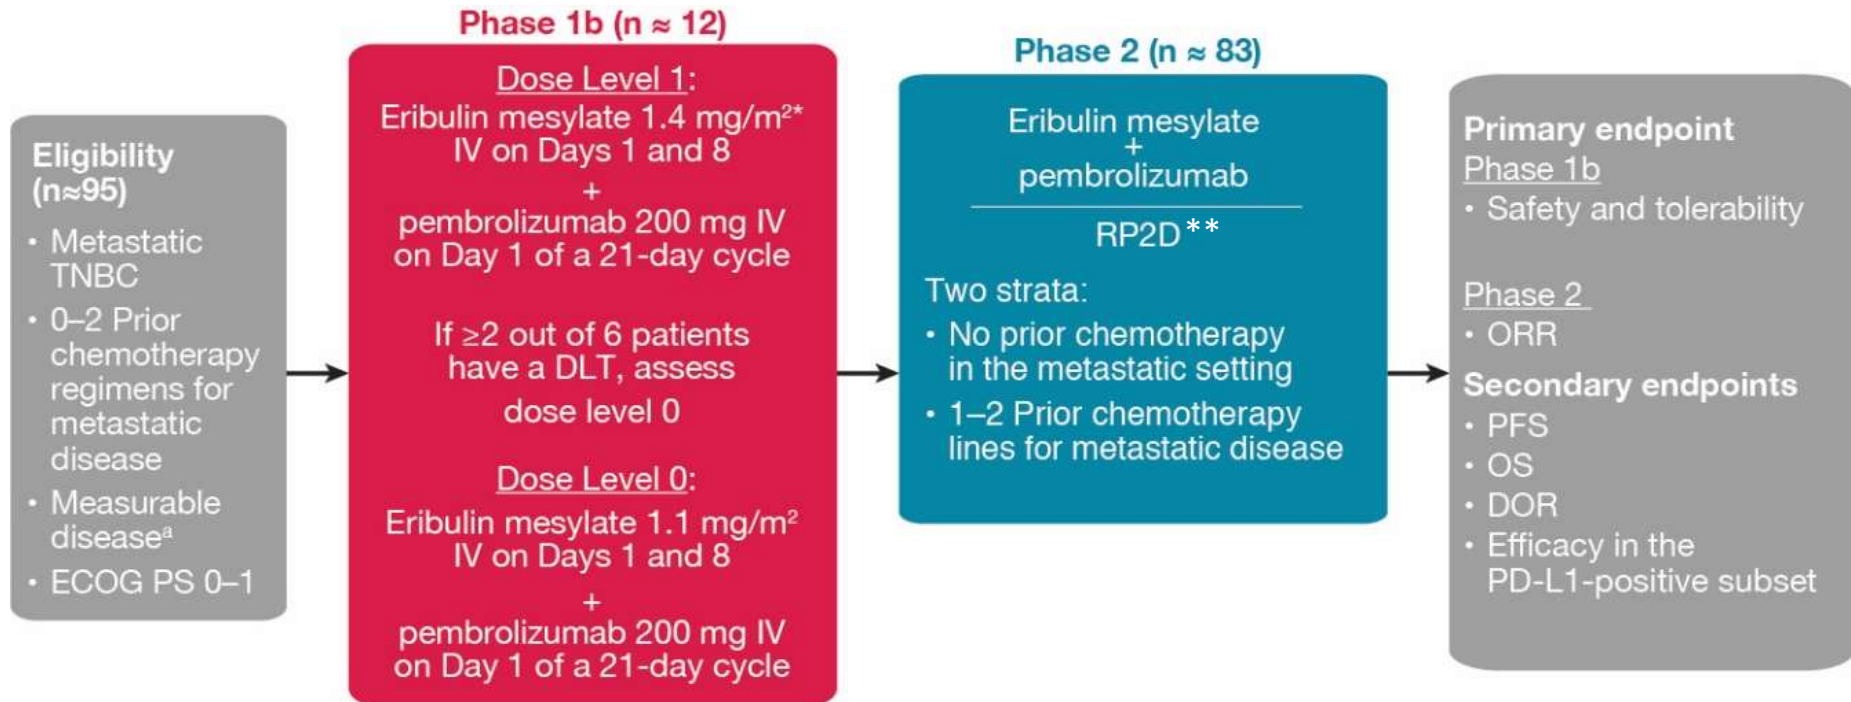 Eligibility
(n≈95)
• Metastatic
TNBC
• 0–2 Prior
chemotherapy
regimens for
metastatic
disease
• Measurable
diseaseᵃ
• ECOG PS 0–1
Phase 1b (n ≈ 12)
Dose Level 1:
Eribulin mesylate 1.4 mg/m²*
IV on Days 1 and 8
+
pembrolizumab 200 mg IV
on Day 1 of a 21-day cycle
If ≥2 out of 6 patients
have a DLT, assess
dose level 0
Dose Level 0:
Eribulin mesylate 1.1 mg/m²
IV on Days 1 and 8
+
pembrolizumab 200 mg IV
on Day 1 of a 21-day cycle
Phase 2 (n ≈ 83)
Eribulin mesylate
+
pembrolizumab
RP2D**
Two strata:
• No prior chemotherapy
in the metastatic setting
• 1–2 Prior chemotherapy
lines for metastatic disease
Primary endpoint
Phase 1b
• Safety and tolerability
Phase 2
• ORR
Secondary endpoints
• PFS
• OS
• DOR
• Efficacy in the
PD-L1-positive subset